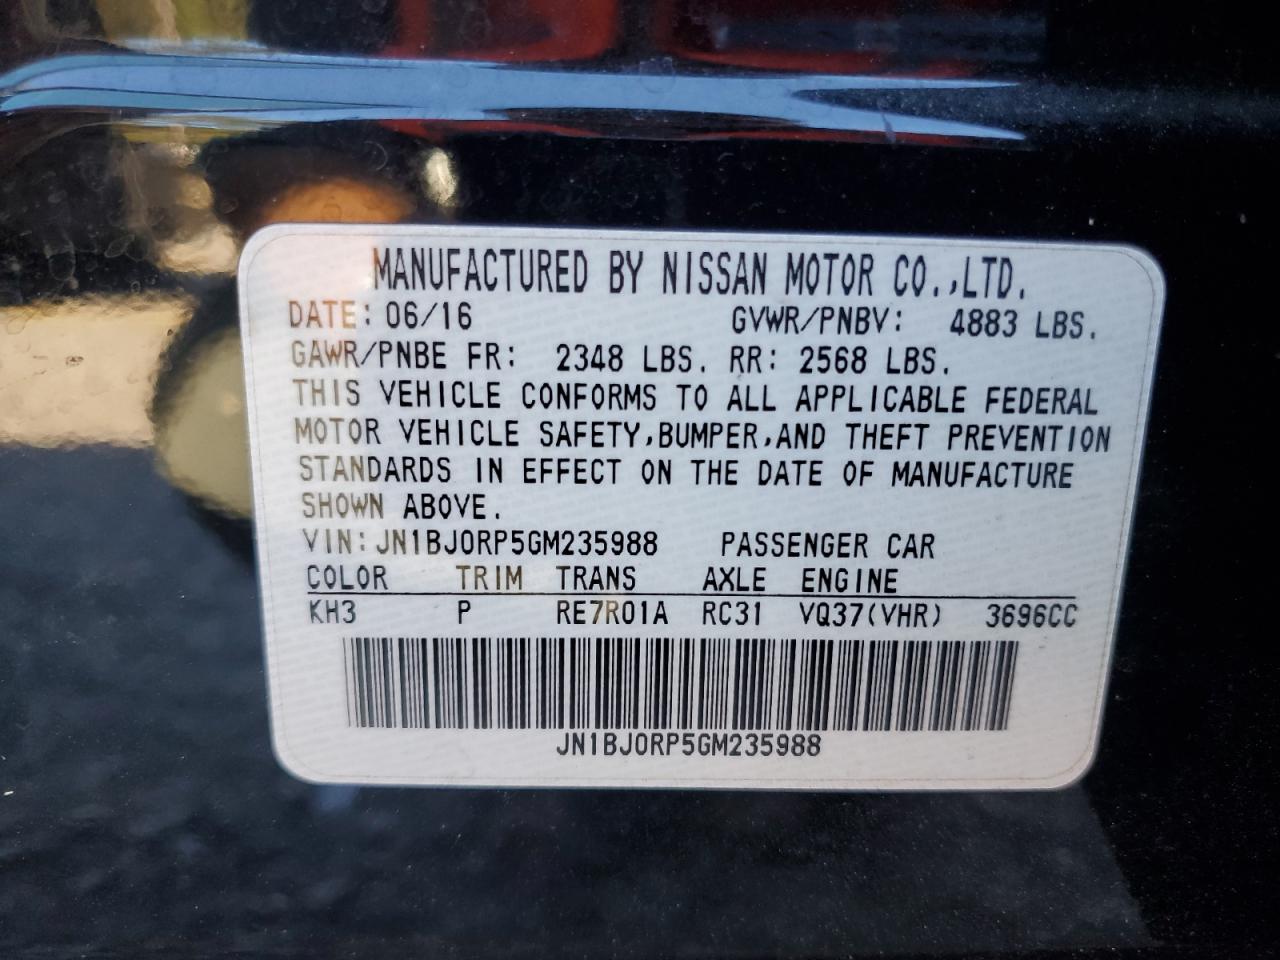 MANUFACTURED BY NISSAN MOTOR CO.,LTD.
DATE: 06/16 GVWR/PNBV: 4883 LBS.
GAWR/PNBE FR: 2348 LBS. RR: 2568 LBS.
THIS VEHICLE CONFORMS TO ALL APPLICABLE FEDERAL
MOTOR VEHICLE SAFETY,BUMPER,AND THEFT PREVENTION
STANDARDS IN EFFECT ON THE DATE OF MANUFACTURE
SHOWN ABOVE.
VIN:JN1BJ0RP5GM235988 PASSENGER CAR
COLOR TRIM TRANS AXLE ENGINE
KH3 P RE7R01A RC31 VQ37(VHR) 3696CC
JN1BJ0RP5GM235988